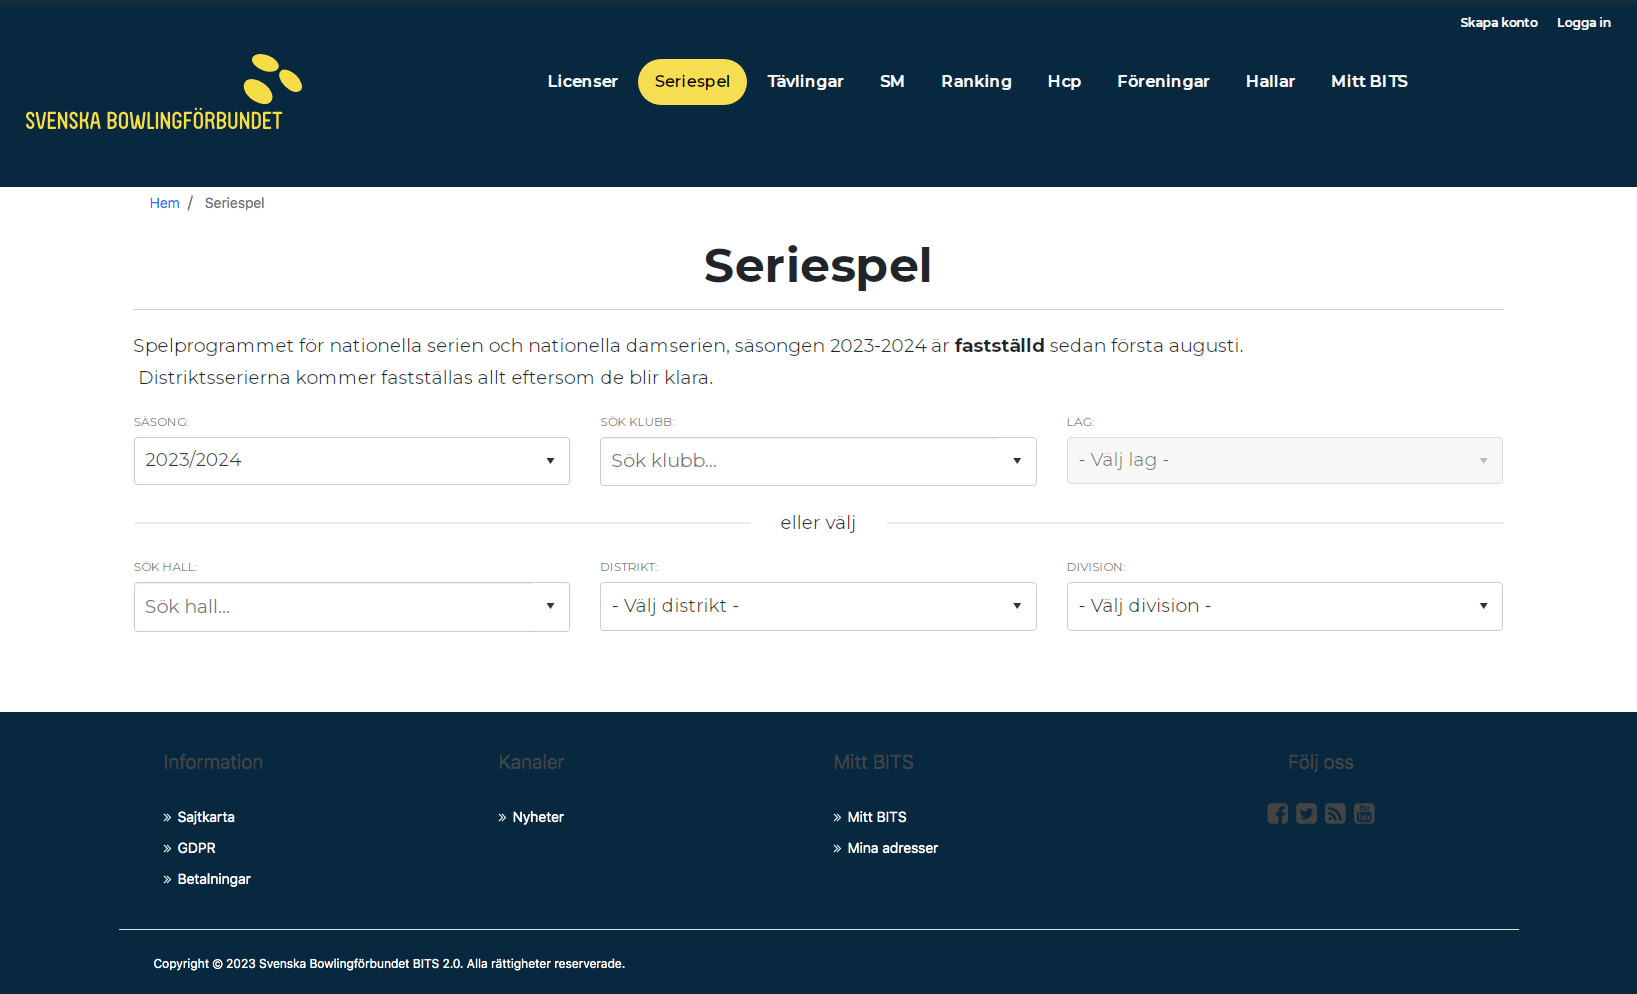 Skapa konto Logga in
SVENSKA BOWLINGFÖRBUNDET
Licenser Seriespel Tävlingar SM Ranking Hcp Föreningar Hallar Mitt BITS
Hem / Seriespel
Seriespel
Spelprogrammet för nationella serien och nationella damserien, säsongen 2023-2024 är fastställd sedan första augusti.
Distriktsserierna kommer fastställas allt eftersom de blir klara.
SÄSONG: SÖK KLUBB: LAG:
2023/2024 Sök klubb... - Välj lag -
eller välj
SÖK HALL: DISTRIKT: DIVISION:
Sök hall... - Välj distrikt - - Välj division -
Information Kanaler Mitt BITS Följ oss
» Sajtkarta » Nyheter » Mitt BITS You Tube
» GDPR » Mina adresser
» Betalningar
Copyright © 2023 Svenska Bowlingförbundet BITS 2.0. Alla rättigheter reserverade.